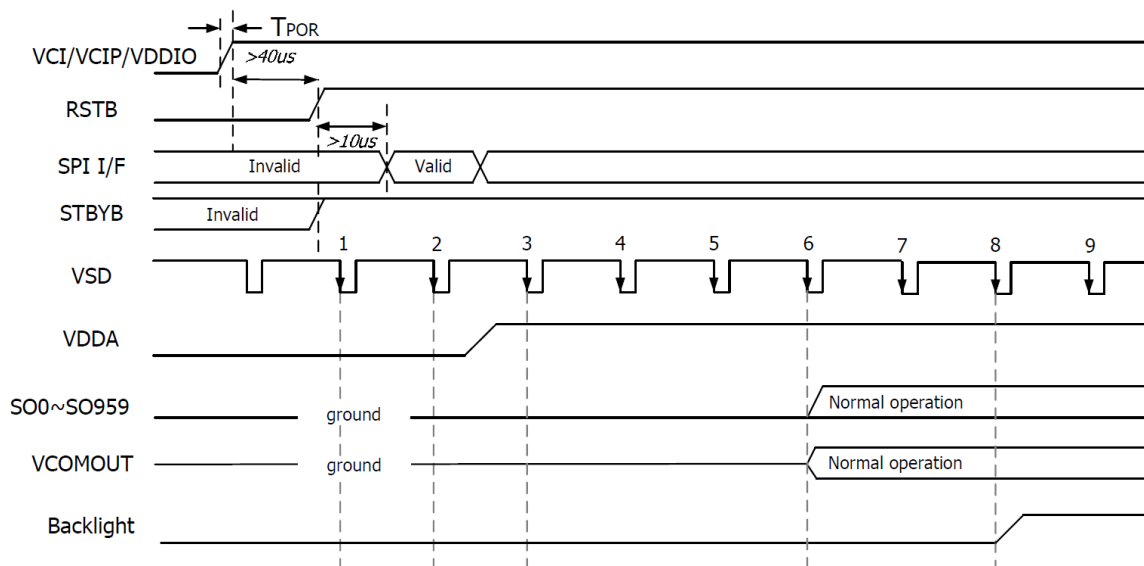 TPOR
VCI/VCIP/VDDIO
>40us
RSTB
>10us
SPI I/F
Invalid
Valid
STBYB
Invalid
1 2 3 4 5 6 7 8 9
VSD
VDDA
SO0~SO959
ground
Normal operation
VCOMOUT
ground
Normal operation
Backlight